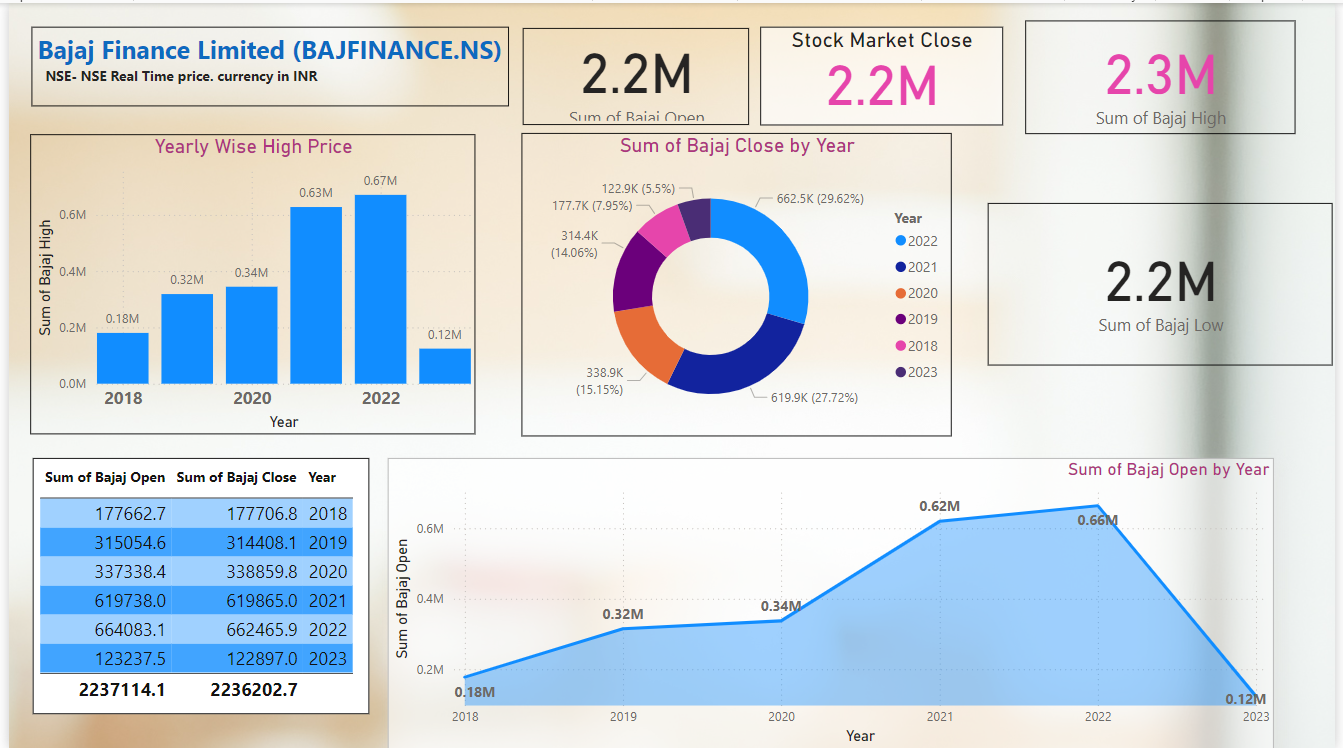 Bajaj Finance Limited (BAJFINANCE.NS)
NSE- NSE Real Time price. currency in INR
2.2M
Sum of Bajaj Open
Stock Market Close
2.2M
2.3M
Sum of Bajaj High
Yearly Wise High Price
Sum of Bajaj High
0.6M
0.4M
0.2M
0.0M
0.18M
0.32M
0.34M
0.63M
0.67M
0.12M
2018
2020
2022
Year
Sum of Bajaj Close by Year
122.9K (5.5%)
177.7K (7.95%)
314.4K
(14.06%)
338.9K
(15.15%)
662.5K (29.62%)
619.9K (27.72%)
Year
2022
2021
2020
2019
2018
2023
2.2M
Sum of Bajaj Low
Sum of Bajaj Open Sum of Bajaj Close Year
177662.7 177706.8 2018
315054.6 314408.1 2019
337338.4 338859.8 2020
619738.0 619865.0 2021
664083.1 662465.9 2022
123237.5 122897.0 2023
2237114.1 2236202.7
Sum of Bajaj Open by Year
Sum of Bajaj Open
0.6M
0.4M
0.2M
0.18M
0.32M
0.34M
0.62M
0.66M
0.12M
2018
2019
2020
2021
2022
2023
Year